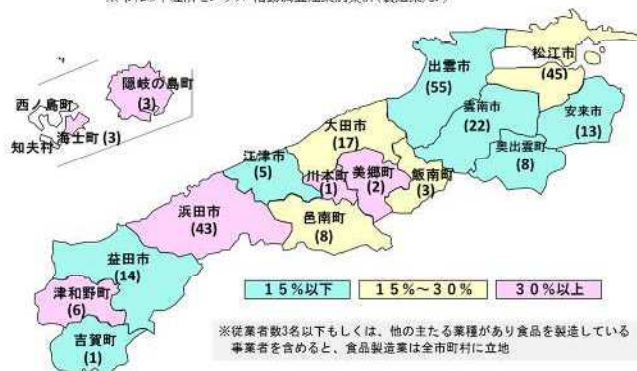 松江市
(45)
出雲市
(55)
隠岐の島町
(3)
西ノ島町
海士町 (3)
知夫村
雲南市
(22)
安来市
(13)
奥出雲町
(8)
大田市
(17)
江津市
(5)
川本町
(1)
美郷町
(2)
飯南町
(3)
浜田市
(43)
邑南町
(8)
益田市
(14)
津和野町
(6)
吉賀町
(1)
15%以下
15%~30%
30%以上
※従業者数3名以下もしくは、他の主たる業種があり食品を製造している
事業者を含めると、食品製造業は全市町村に立地